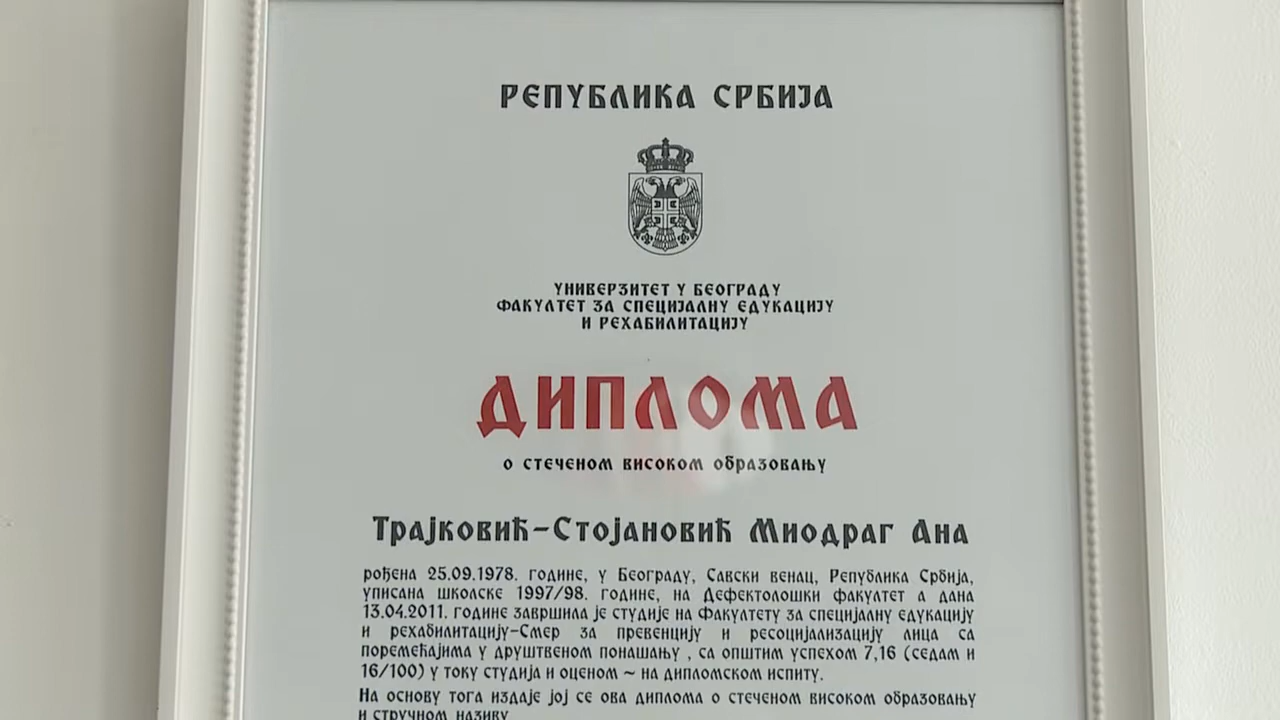 РЕПУБЛИКА СРБИЈА
УНИВЕРЗИТЕТ У БЕОГРАДУ
ФАКУЛТЕТ ЗА СПЕЦИЈАЛНУ ЕДУКАЦИЈУ
И РЕХАБИЛИТАЦИЈУ
ДИПЛОМА
О СТЕЧЕНОМ ВИСОКОМ ОБРАЗОВАЊУ
Трајковић-Стојановић Миодраг Ана
рођена 25.09.1978. године, у Београду, Савски венац, Република Србија,
уписана школске 1997/98. године, на Дефектолошки факултет а дана
13.04.2011. године завршила је студије на Факултету за специјалну едукацију
и рехабилитацију-Смер за превенцију и ресоцијализацију лица са
поремећајима у друштвеном понашању , са општим успехом 7,16 (седам и
16/100) у току студија и оценом ~ на дипломском испиту.
На основу тога издаје јој се ова диплома о стеченом високом образовању
и стручном називу